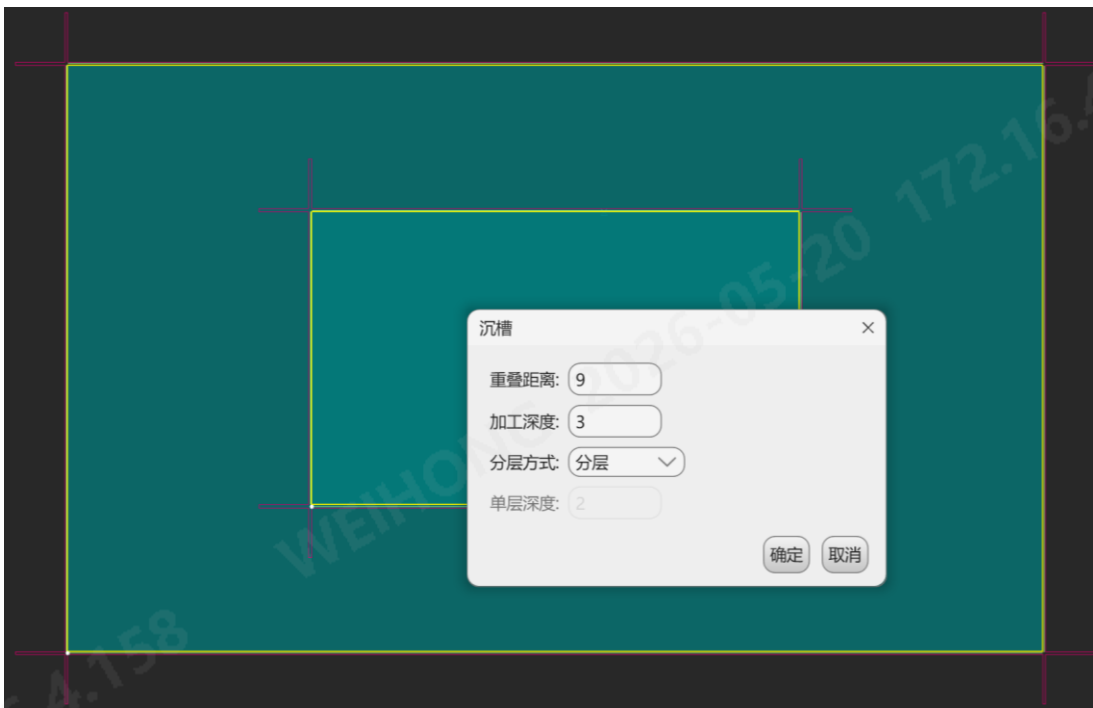 172.16.4
沉槽
重叠距离: 9
加工深度: 3
分层方式: 分层
单层深度: 2
确定 取消
WEIHONG 2026-05-20
4.158